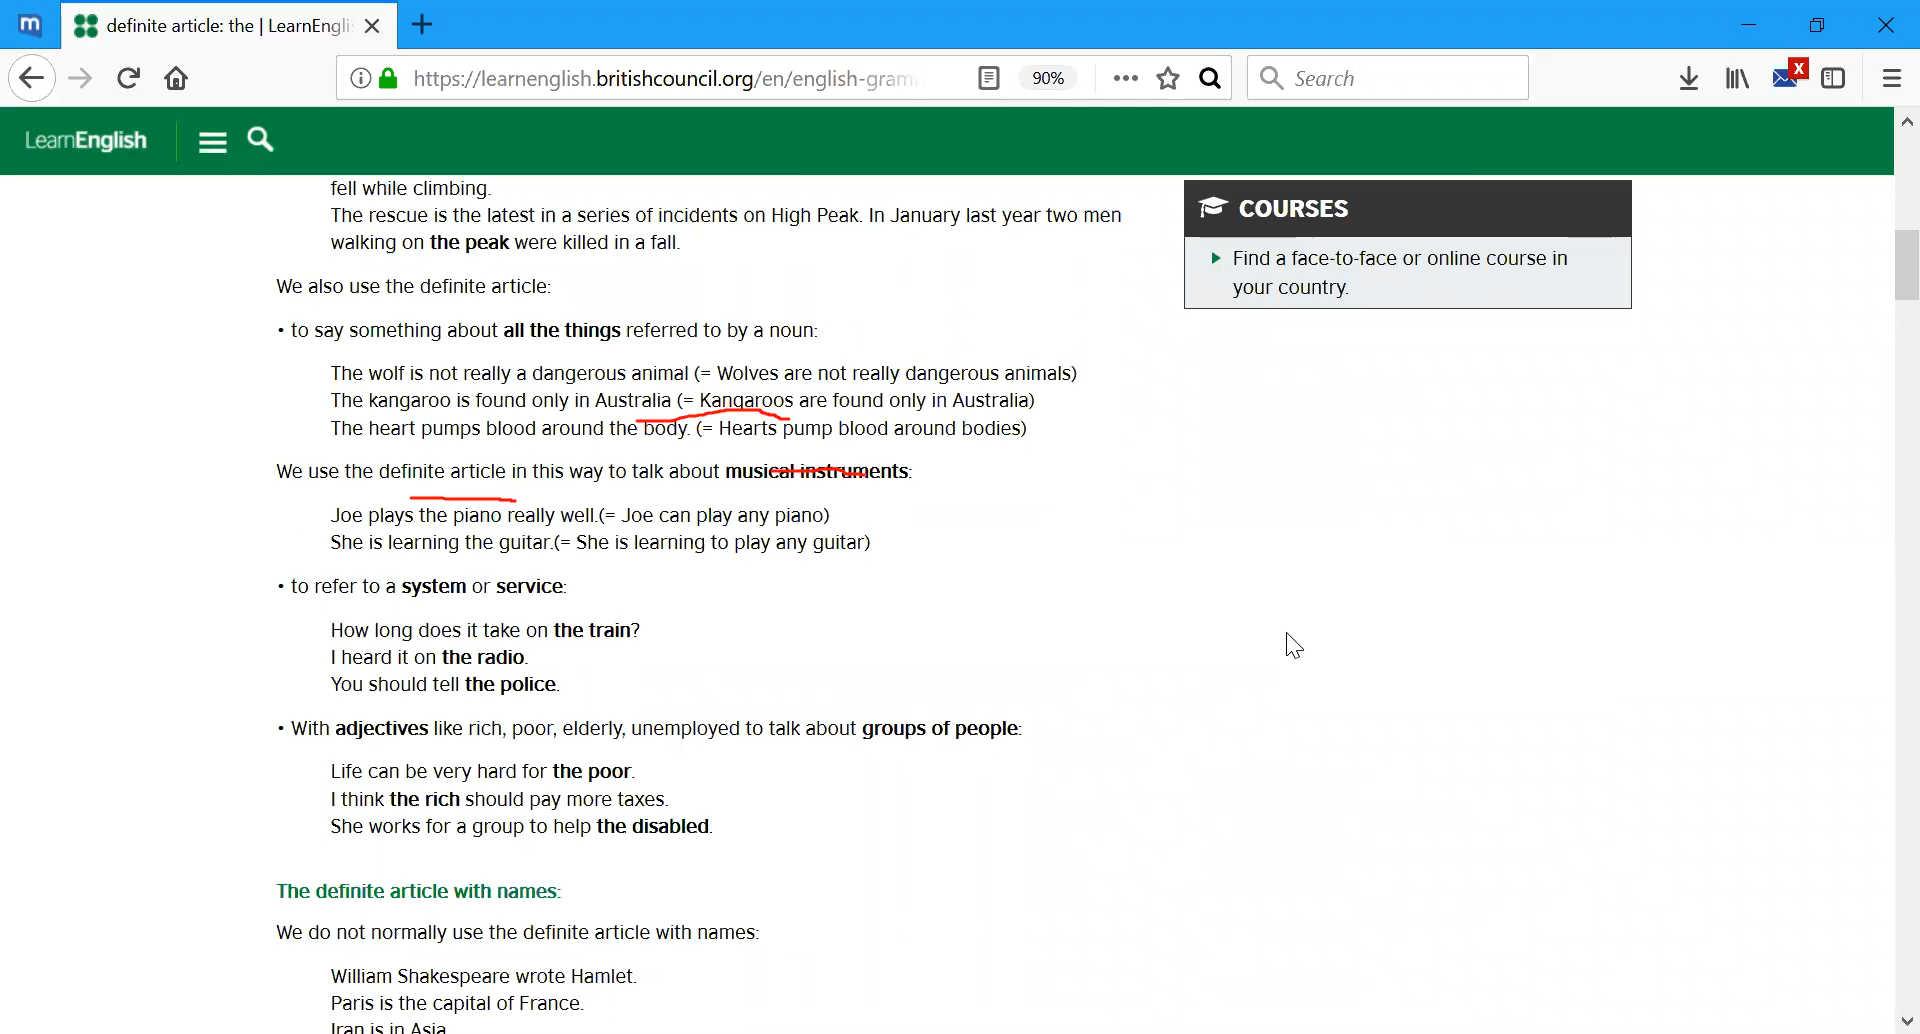 definite article: the | LearnEngli
https://learnenglish.britishcouncil.org/en/english-gram
90%
Search
X
LearnEnglish
fell while climbing.
The rescue is the latest in a series of incidents on High Peak. In January last year two men
walking on the peak were killed in a fall.
COURSES
Find a face-to-face or online course in
your country.
We also use the definite article:
• to say something about all the things referred to by a noun:
The wolf is not really a dangerous animal (= Wolves are not really dangerous animals)
The kangaroo is found only in Australia (= Kangaroos are found only in Australia)
The heart pumps blood around the body. (= Hearts pump blood around bodies)
We use the definite article in this way to talk about musical instruments:
Joe plays the piano really well.(= Joe can play any piano)
She is learning the guitar.(= She is learning to play any guitar)
• to refer to a system or service:
How long does it take on the train?
I heard it on the radio.
You should tell the police.
• With adjectives like rich, poor, elderly, unemployed to talk about groups of people:
Life can be very hard for the poor.
I think the rich should pay more taxes.
She works for a group to help the disabled.
The definite article with names:
We do not normally use the definite article with names:
William Shakespeare wrote Hamlet.
Paris is the capital of France.
Iran is in Asia